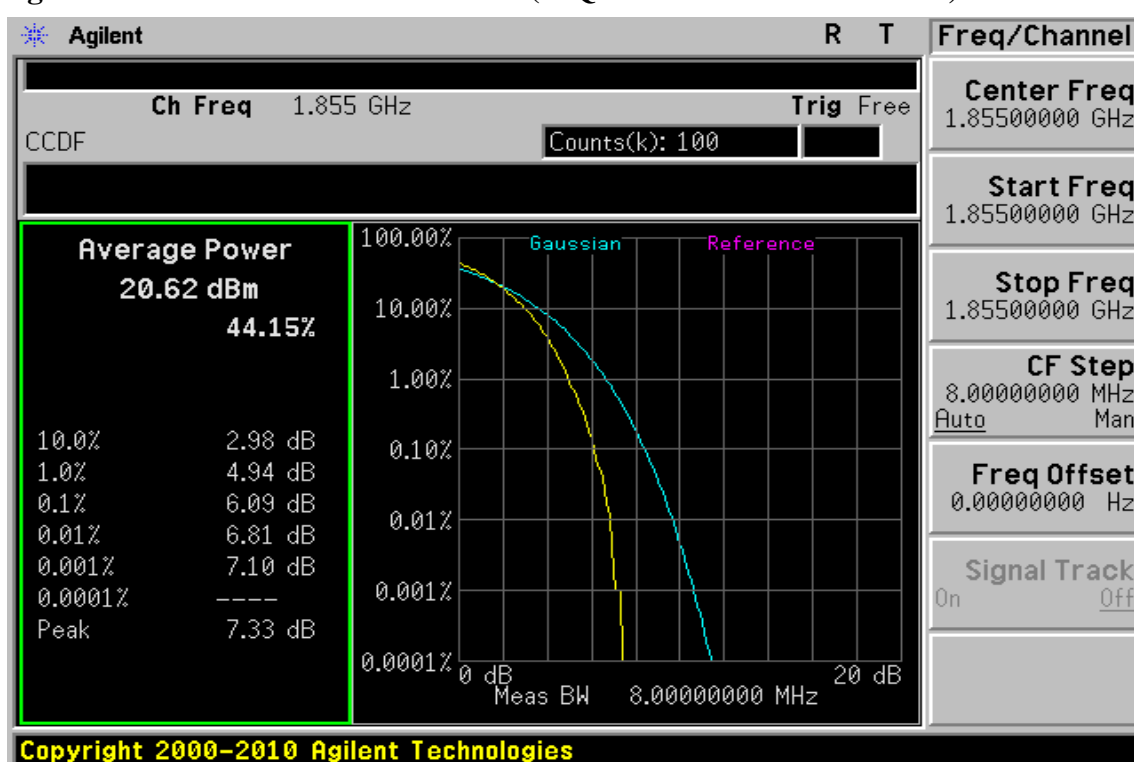 Agilent
R T
Freq/Channel
Ch Freq 1.855 GHz
Trig Free
CCDF
Counts(k): 100
Average Power
20.62 dBm
44.15%
10.0% 2.98 dB
1.0% 4.94 dB
0.1% 6.09 dB
0.01% 6.81 dB
0.001% 7.10 dB
0.0001% ----
Peak 7.33 dB
Gaussian
Reference
100.00%
10.00%
1.00%
0.10%
0.01%
0.001%
0.0001%
0 dB
20 dB
Meas BW 8.00000000 MHz
Center Freq
1.85500000 GHz
Start Freq
1.85500000 GHz
Stop Freq
1.85500000 GHz
CF Step
8.00000000 MHz
Auto Man
Freq Offset
0.00000000 Hz
Signal Track
On Off
Copyright 2000-2010 Agilent Technologies